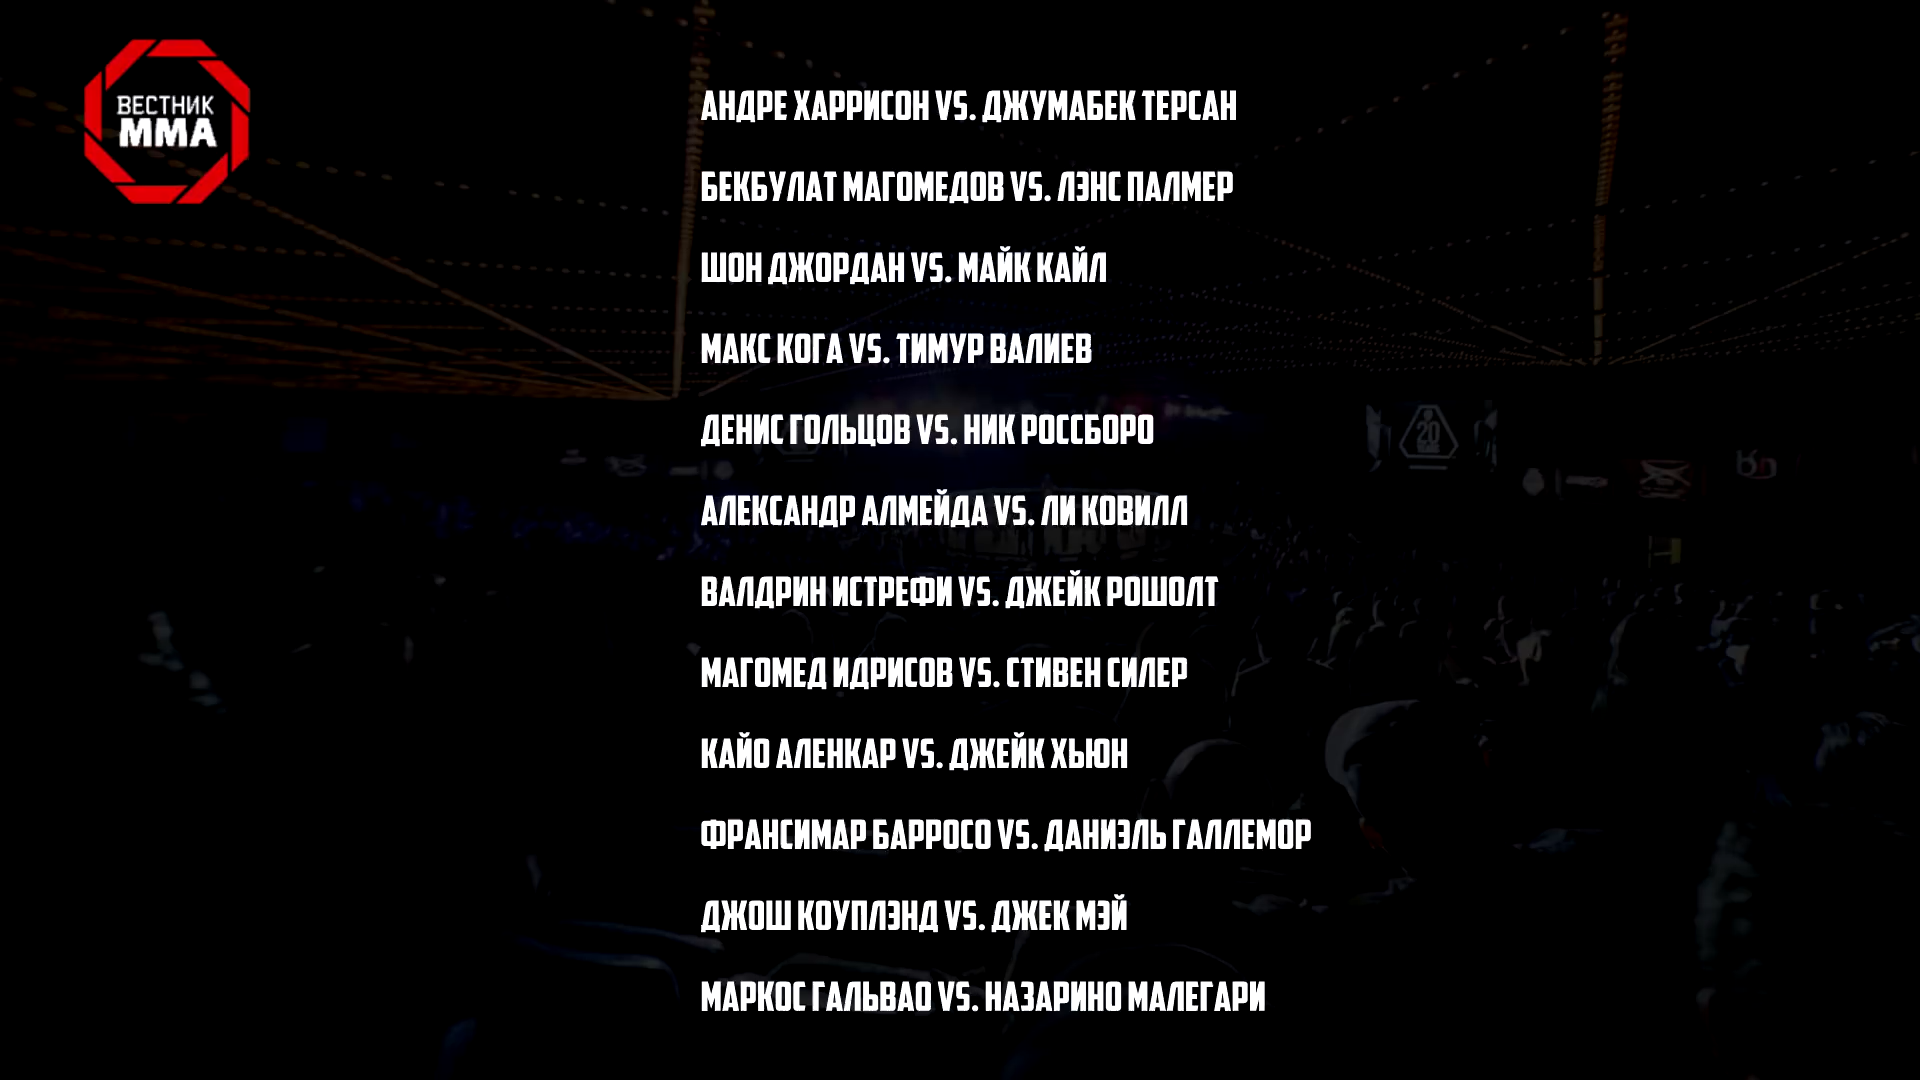 ВЕСТНИК
ММА
АНДРЕ ХАРРИСОН VS. ДЖУМАБЕК ТЕРСАН
БЕКБУЛАТ МАГОМЕДОВ VS. ЛЭНС ПАЛМЕР
ШОН ДЖОРДАН VS. МАЙК КАЙЛ
МАКС КОГА VS. ТИМУР ВАЛИЕВ
ДЕНИС ГОЛЬЦОВ VS. НИК РОССБОРО
20
АЛЕКСАНДР АЛМЕЙДА VS. ЛИ КОВИЛЛ
ВАЛДРИН ИСТРЕФИ VS. ДЖЕЙК РОШОЛТ
МАГОМЕД ИДРИСОВ VS. СТИВЕН СИЛЕР
КАЙО АЛЕНКАР VS. ДЖЕЙК ХЬЮН
ФРАНСИМАР БАРРОСО VS. ДАНИЭЛЬ ГАЛЛЕМОР
ДЖОШ КОУПЛЭНД VS. ДЖЕК МЭЙ
МАРКОС ГАЛЬВАО VS. НАЗАРИНО МАЛЕГАРИ